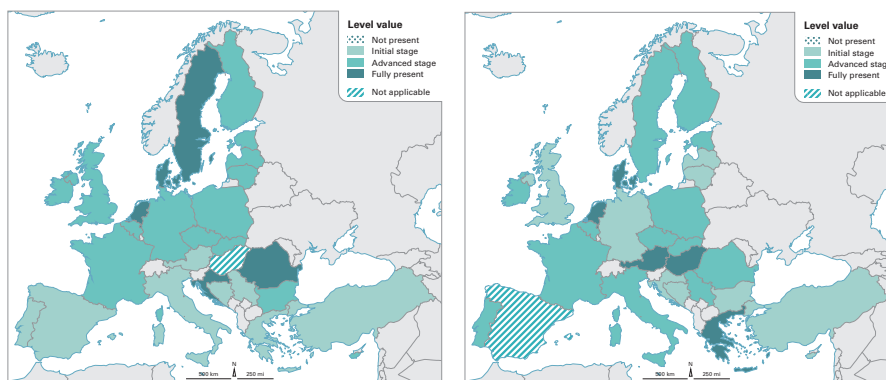 Level value
Not present
Initial stage
Advanced stage
Fully present
Not applicable
N
500 km
250 mi
Level value
Not present
Initial stage
Advanced stag
Fully present
Not applicable
N
500 km
250 mi